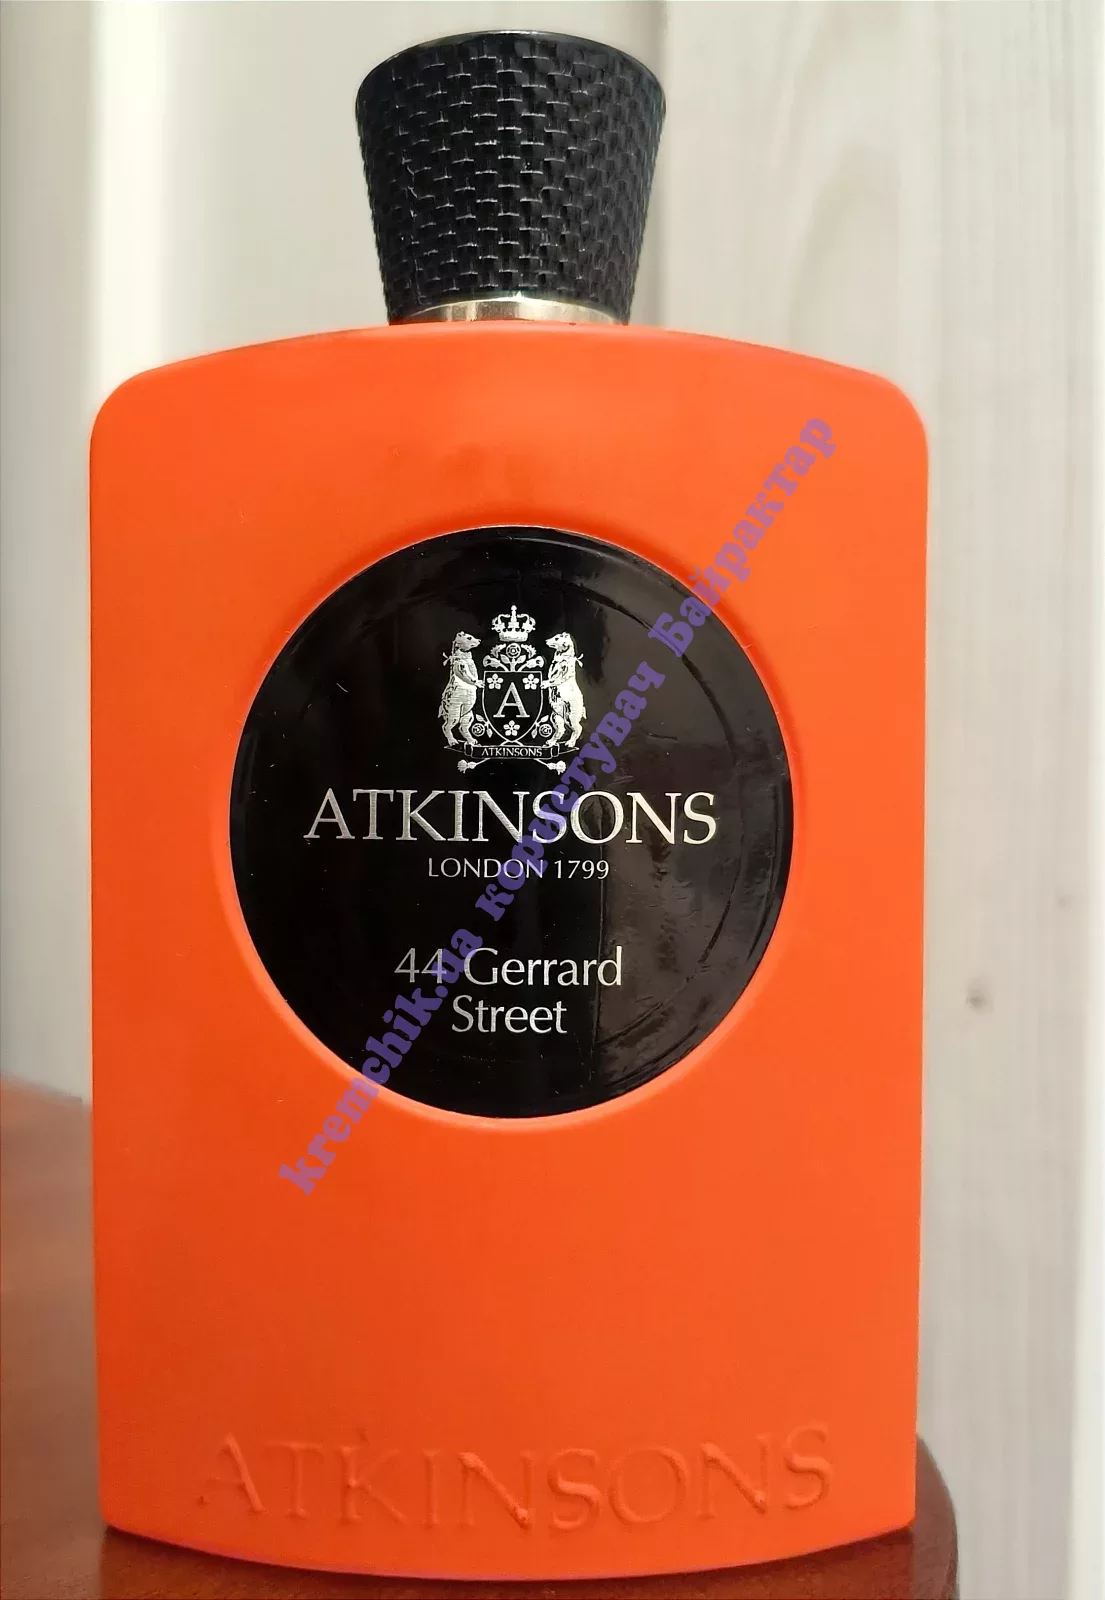 A
ATKINSONS
ATKINSONS
LONDON 1799
44 Gerrard
Street
kremchik.ua користувач Байрактар
ATKINSONS